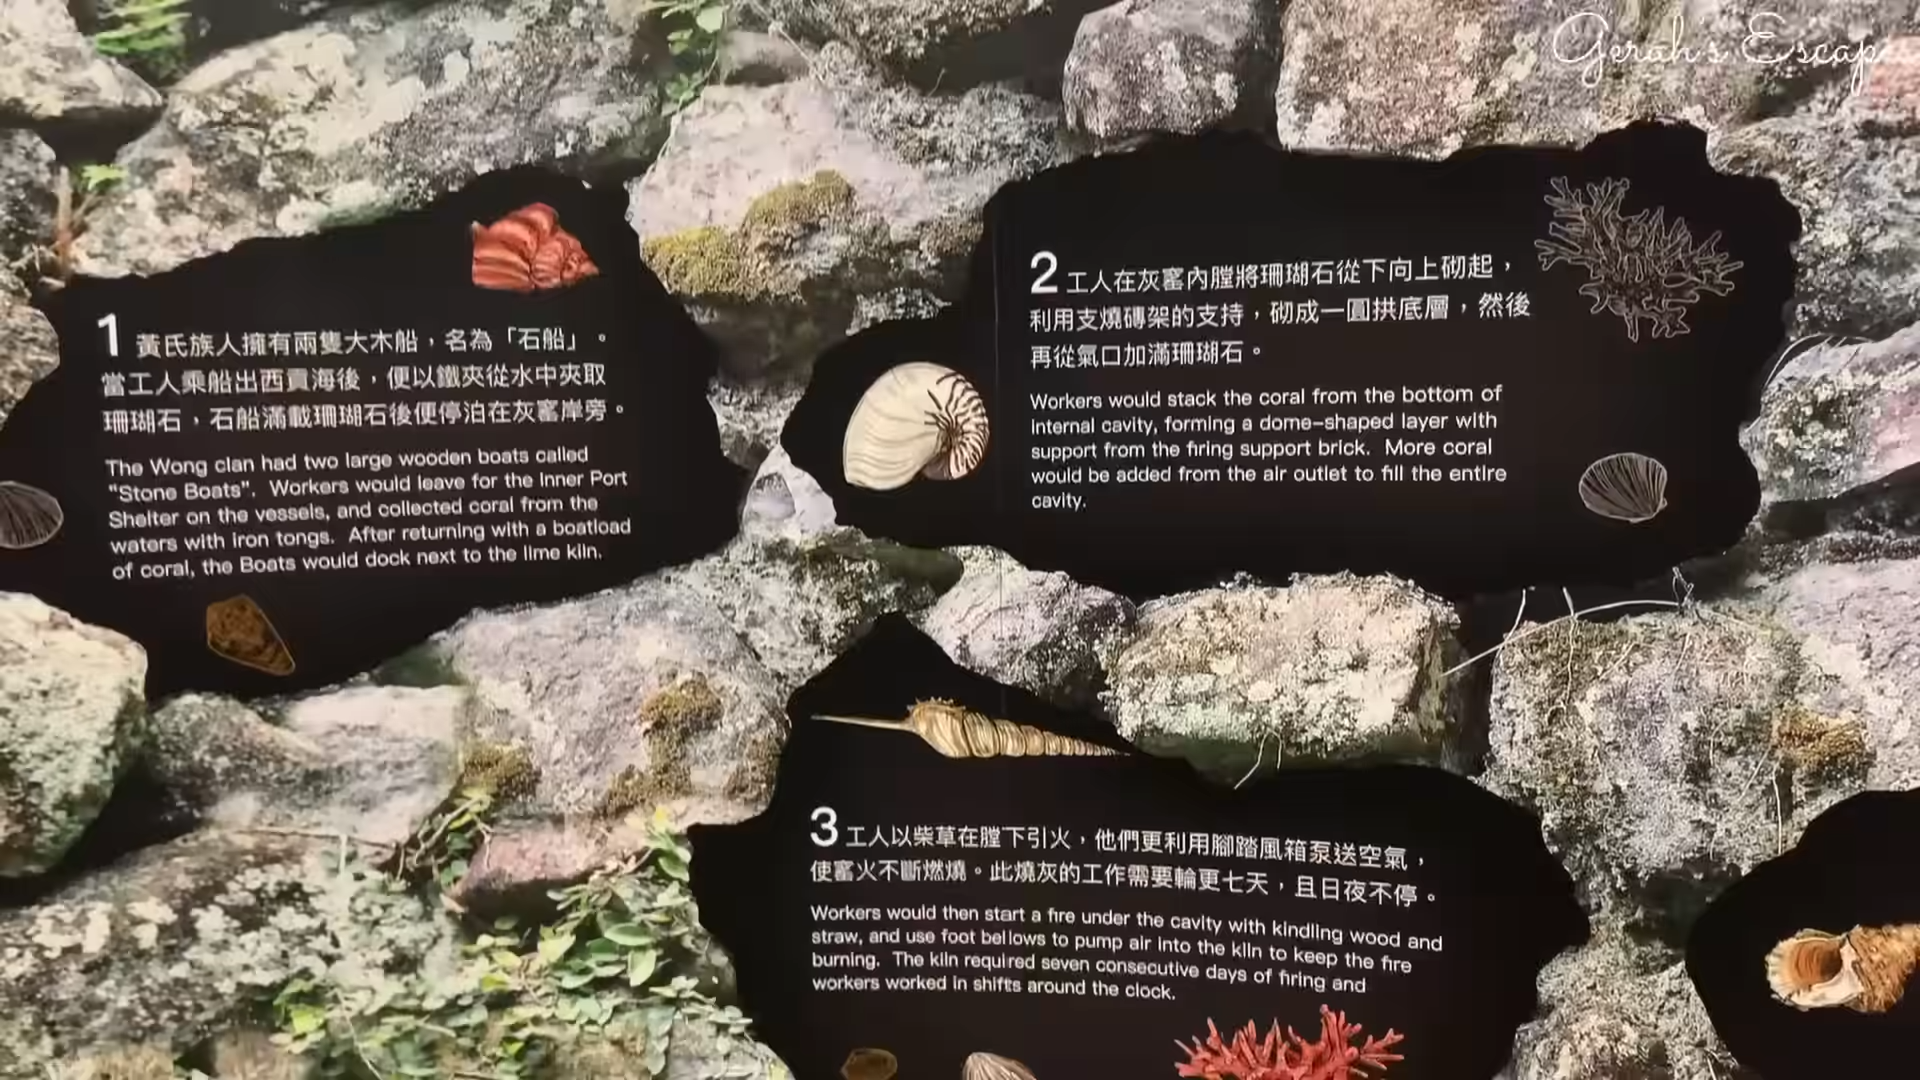 Gerah's Escap
1 黃氏族人擁有兩隻大木船，名為「石船」。
當工人乘船出西貢海後，便以鐵夾從水中夾取
珊瑚石，石船滿載珊瑚石後便停泊在灰窰岸旁。
The Wong clan had two large wooden boats called
"Stone Boats". Workers would leave for the Inner Port
Shelter on the vessels, and collected coral from the
waters with iron tongs. After returning with a boatload
of coral, the Boats would dock next to the lime kiln.
2 工人在灰窰內膛將珊瑚石從下向上砌起，
利用支燒磚架的支持，砌成一圓拱底層，然後
再從氣口加滿珊瑚石。
Workers would stack the coral from the bottom of
internal cavity, forming a dome-shaped layer with
support from the firing support brick. More coral
would be added from the air outlet to fill the entire
cavity.
3 工人以柴草在膛下引火，他們更利用腳踏風箱泵送空氣，
使窰火不斷燃燒。此燒灰的工作需要輪更七天，且日夜不停。
Workers would then start a fire under the cavity with kindling wood and
straw, and use foot bellows to pump air into the kiln to keep the fire
burning. The kiln required seven consecutive days of firing and
workers worked in shifts around the clock.